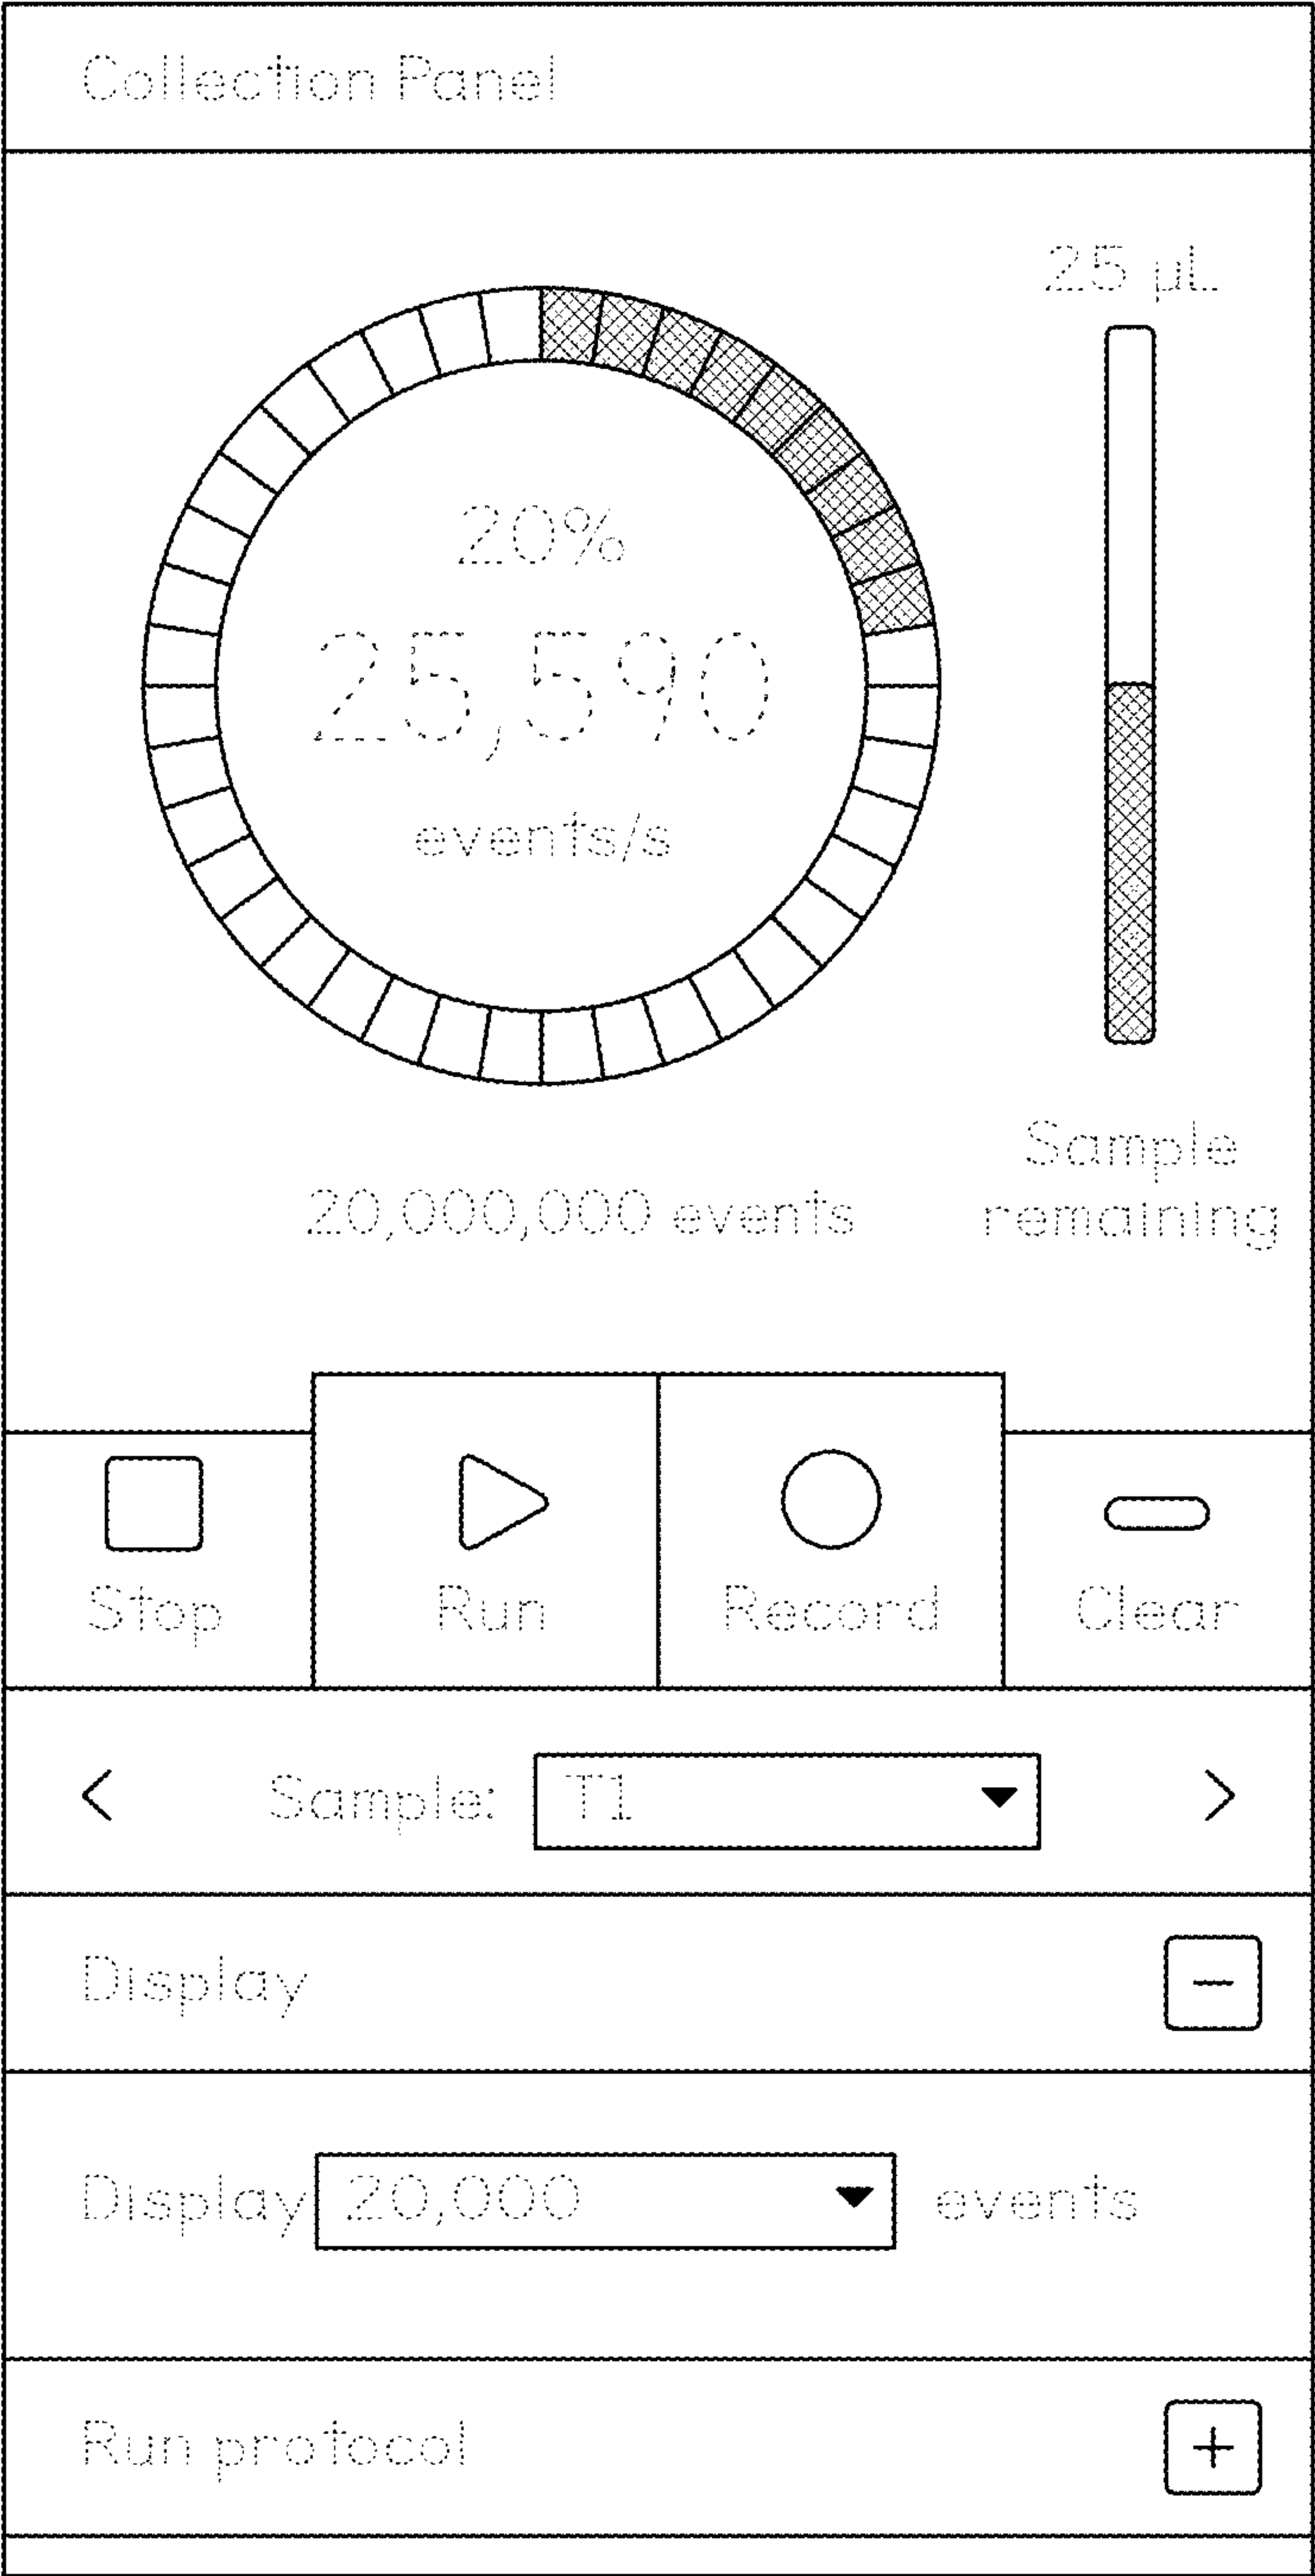 Collection Panel
25 µL
20%
25,590
events/s
20,000,000 events
Sample
remaining
Stop
Run
Record
Clear
Sample:
T1
Display
Display
20,000
events
Run protocol